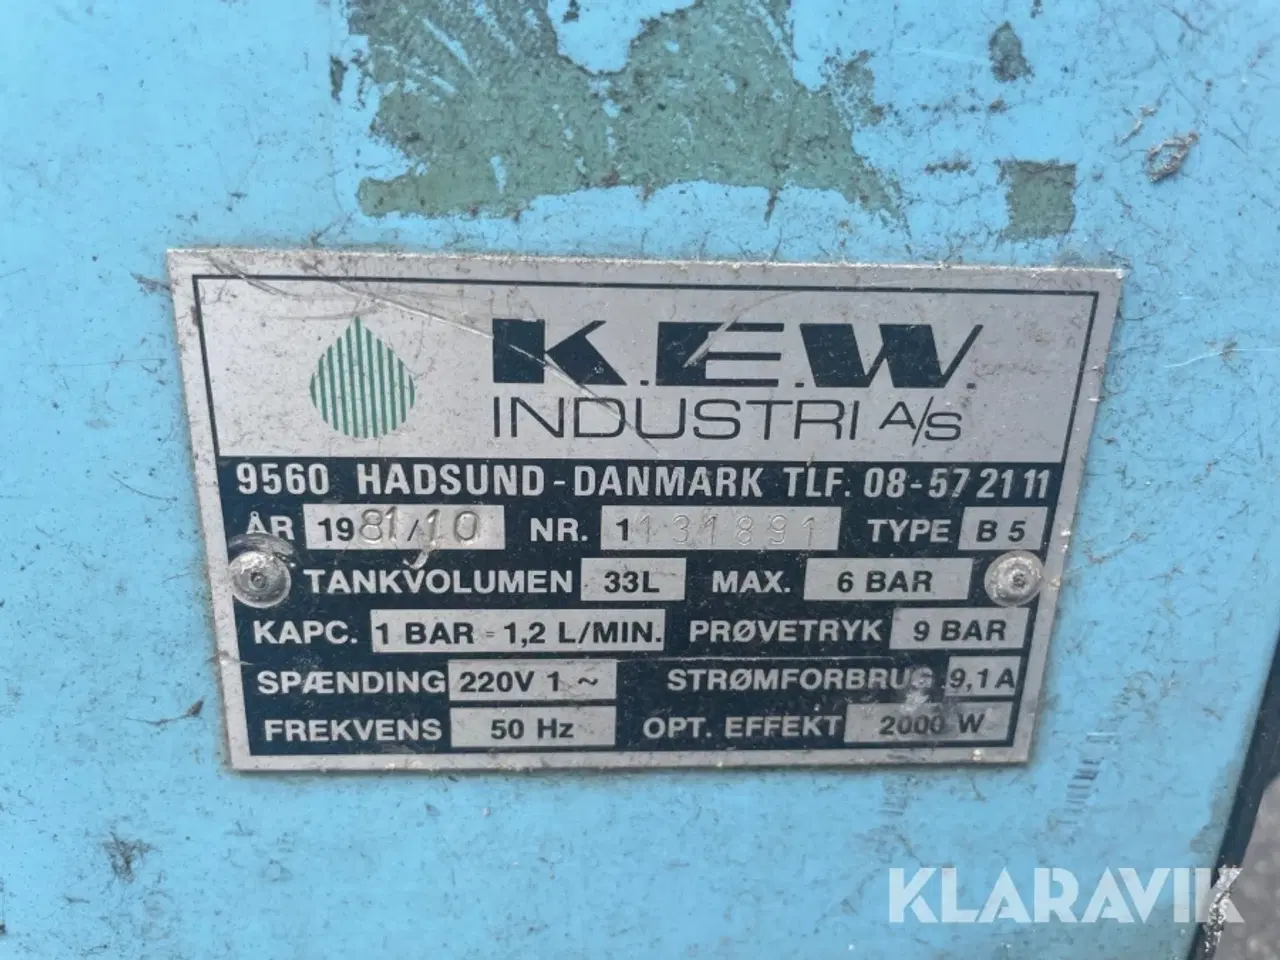 K.E.W.
INDUSTRI A/S
9560 HADSUND-DANMARK TLF. 08-57 21 11
ÅR 1981/10 NR. 1131891 TYPE B 5
TANKVOLUMEN 33L MAX. 6 BAR
KAPC. 1 BAR = 1,2 L/MIN. PRØVETRYK 9 BAR
SPÆNDING 220V 1 ~ STRØMFORBRUG 9,1 A
FREKVENS 50 Hz OPT. EFFEKT 2000 W
KLARAVIK